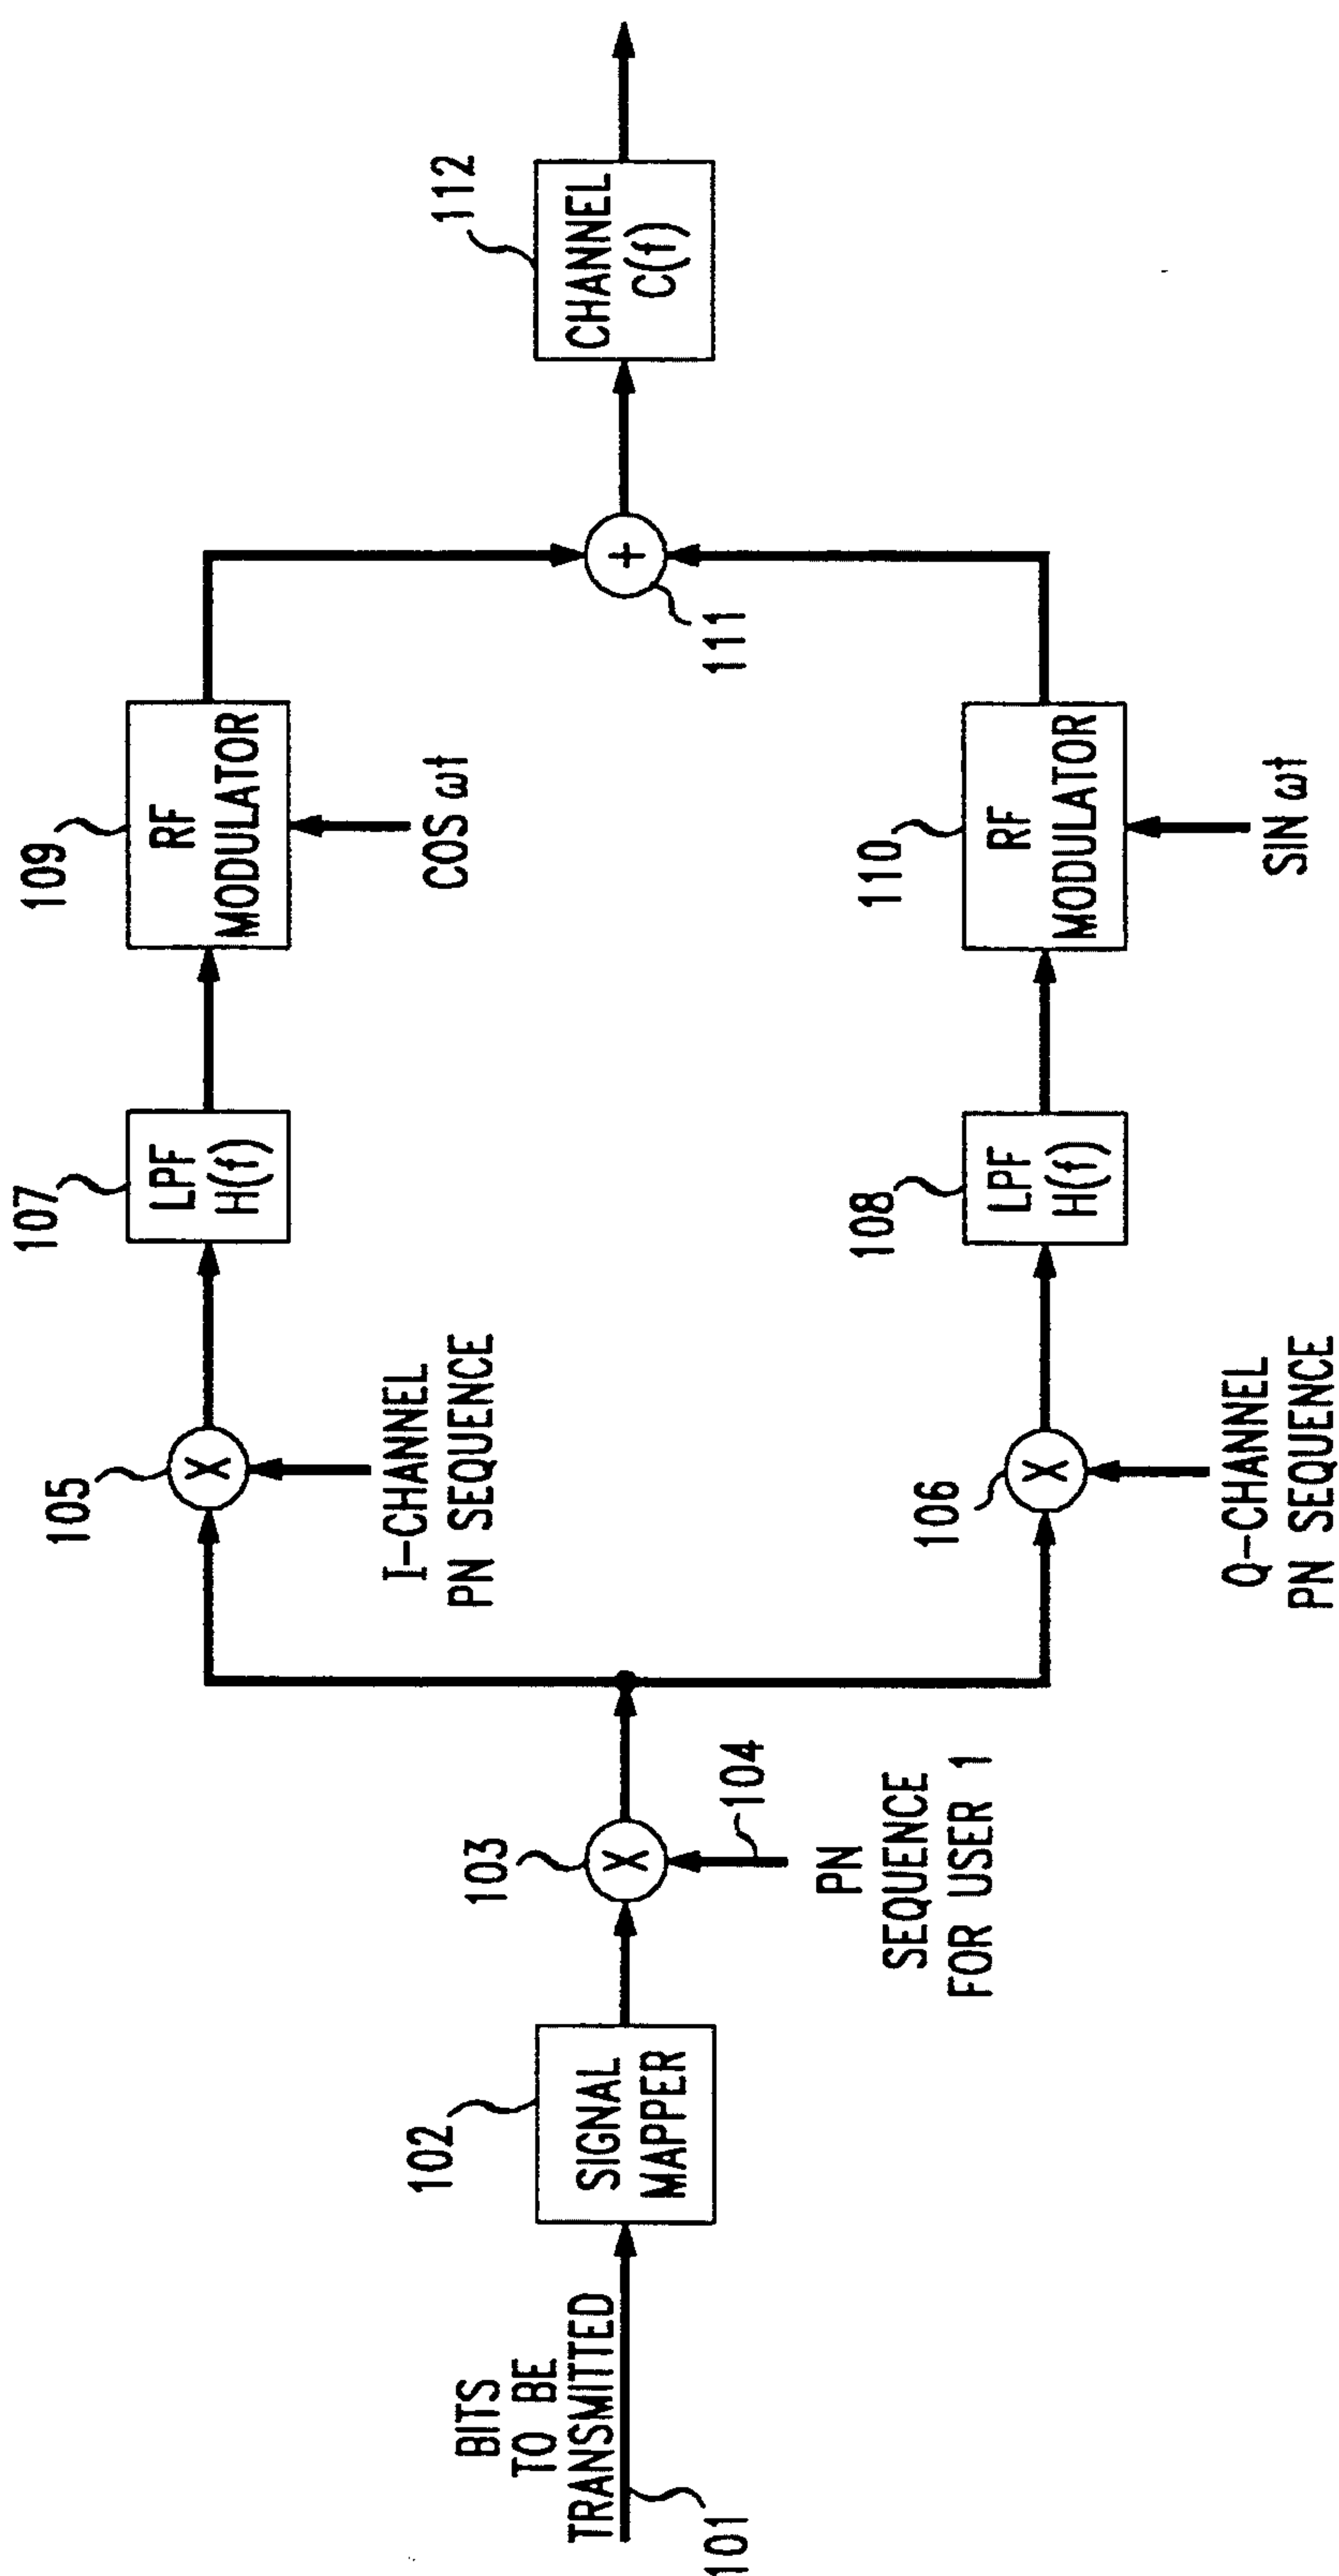 BITS
TO BE
TRANSMITTED
101
102
SIGNAL
MAPPER
103
X
104
PN
SEQUENCE
FOR USER 1
105
X
I-CHANNEL
PN SEQUENCE
107
LPF
H(f)
109
RF
MODULATOR
COS ωt
106
X
Q-CHANNEL
PN SEQUENCE
108
LPF
H(f)
110
RF
MODULATOR
SIN ωt
+
111
112
CHANNEL
C(f)